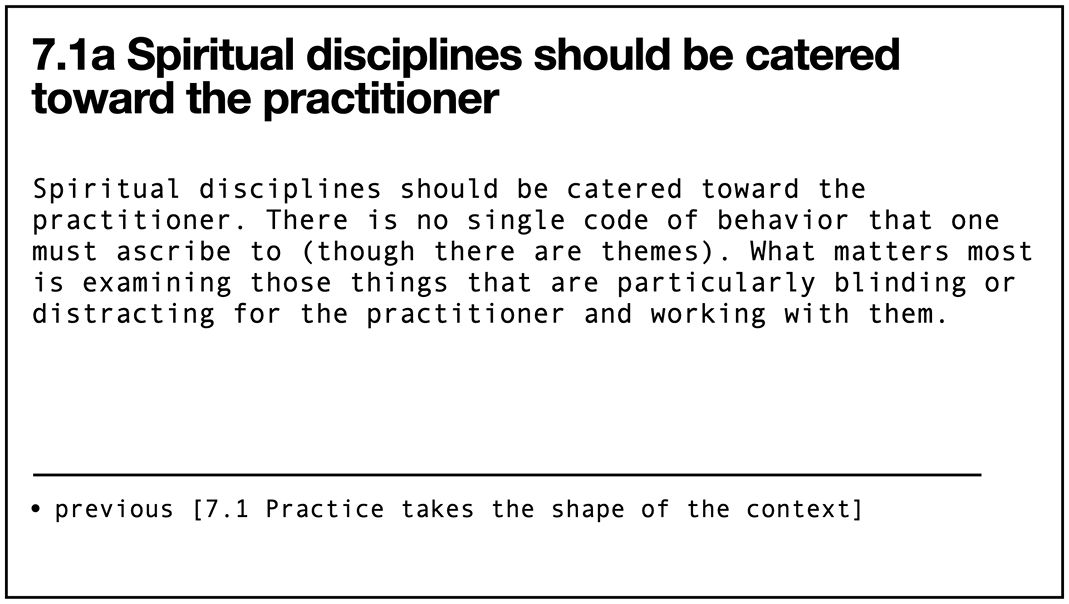 7.1a Spiritual disciplines should be catered
toward the practitioner
Spiritual disciplines should be catered toward the
practitioner. There is no single code of behavior that one
must ascribe to (though there are themes). What matters most
is examining those things that are particularly blinding or
distracting for the practitioner and working with them.
• previous [7.1 Practice takes the shape of the context]